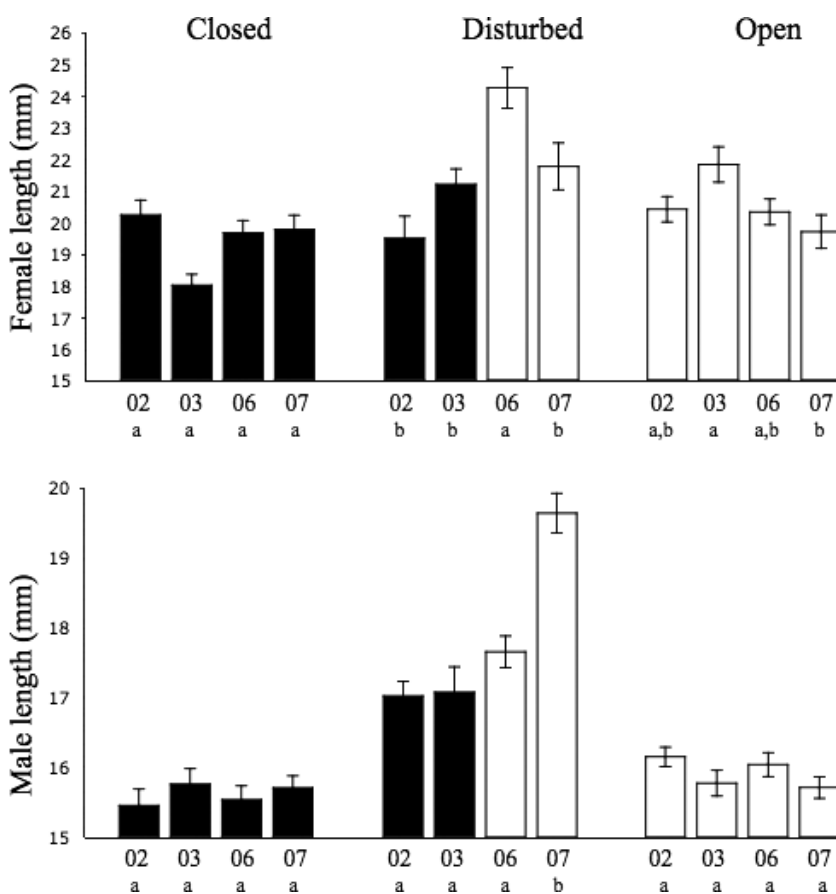 Closed Disturbed Open
Female length (mm)
26
25
24
23
22
21
20
19
18
17
16
15
02 03 06 07 02 03 06 07 02 03 06 07
a a a a b b a b a,b a a,b b
Male length (mm)
20
19
18
17
16
15
02 03 06 07 02 03 06 07 02 03 06 07
a a a a a a a b a a a a